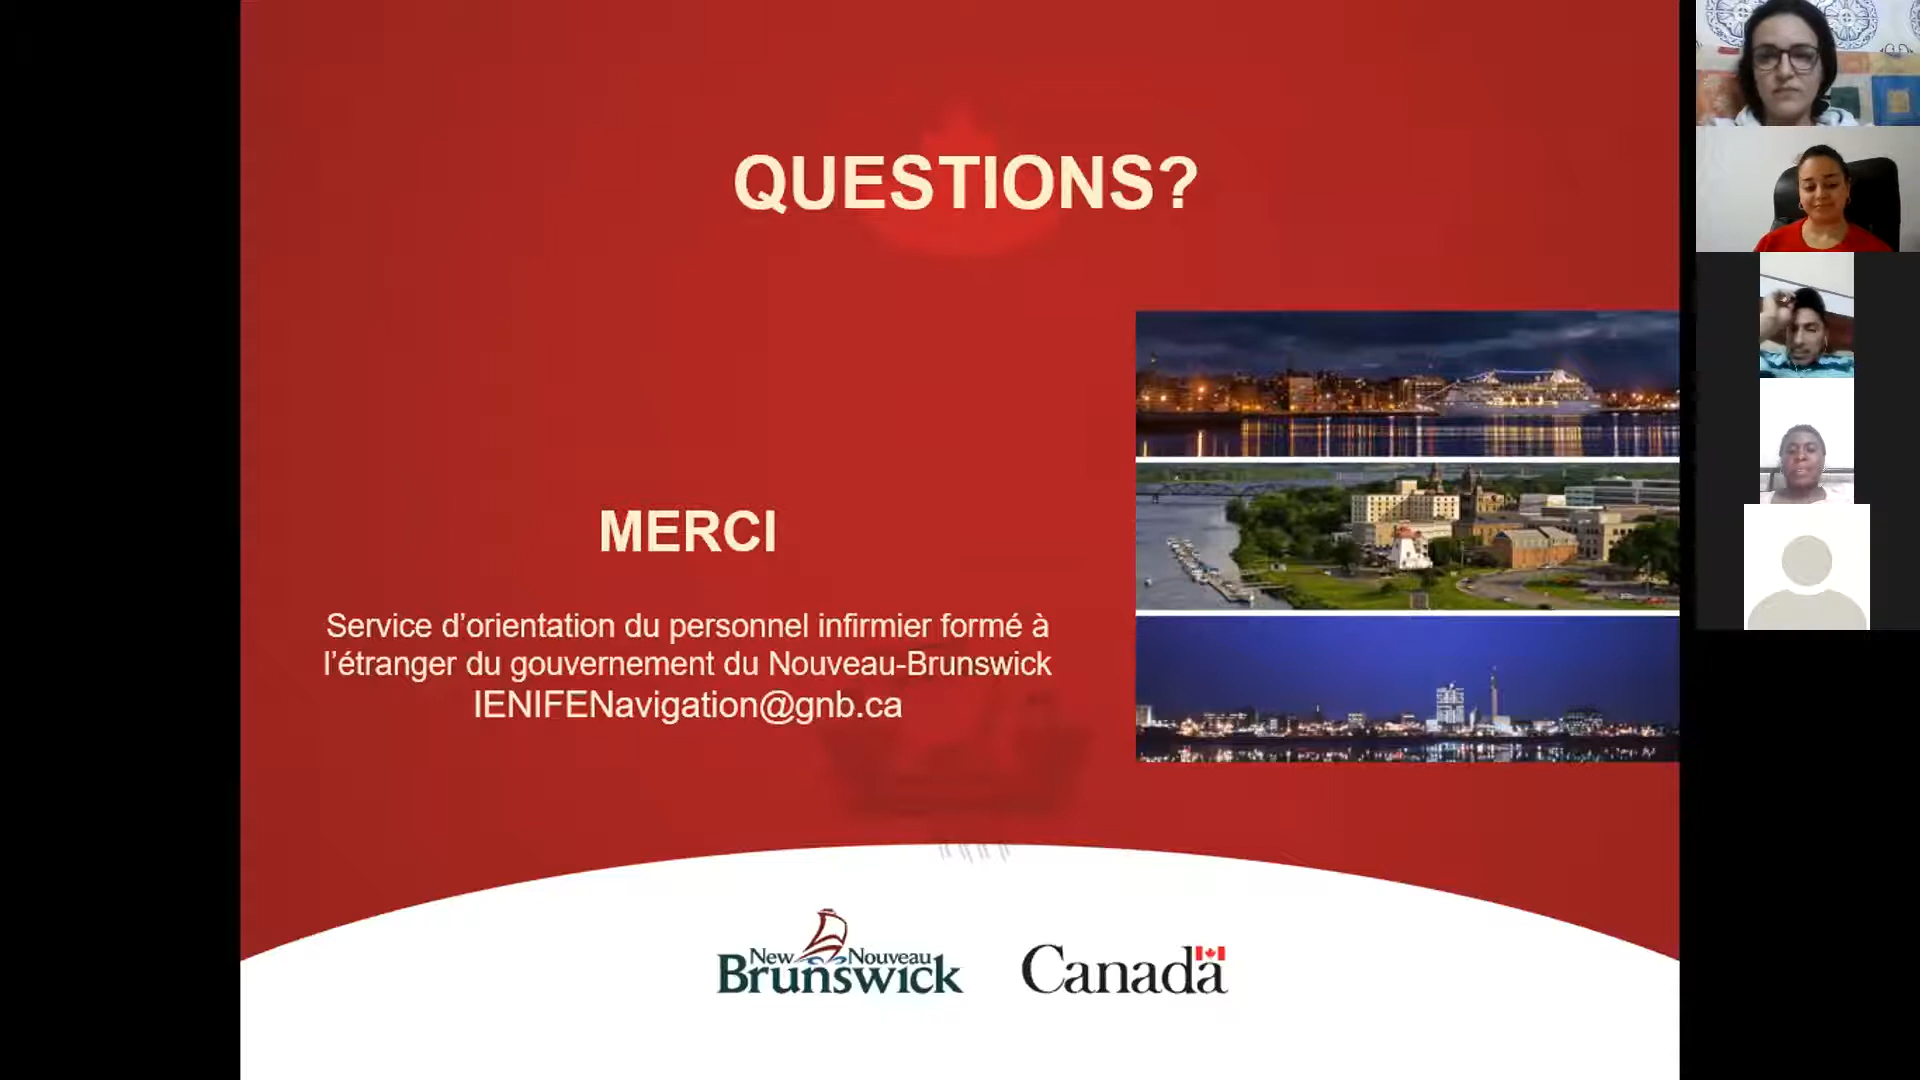 QUESTIONS?
MERCI
Service d’orientation du personnel infirmier formé à
l’étranger du gouvernement du Nouveau-Brunswick
IENIFENavigation@gnb.ca
New Nouveau
Brunswick
Canada